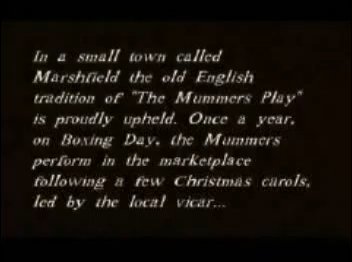 In a small town called
Marshfield the old English
tradition of "The Mummers Play"
is proudly upheld. Once a year,
on Boxing Day, the Mummers
perform in the marketplace
following a few Christmas carols,
led by the local vicar...